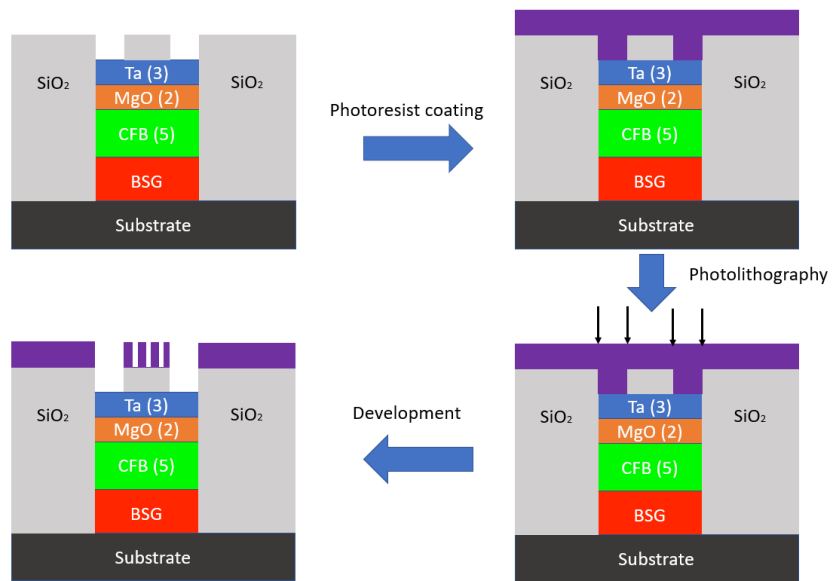 SiO₂
Ta (3)
SiO₂
MgO (2)
CFB (5)
BSG
Substrate
Photoresist coating
SiO₂
Ta (3)
SiO₂
MgO (2)
CFB (5)
BSG
Substrate
Photolithography
SiO₂
Ta (3)
SiO₂
MgO (2)
CFB (5)
BSG
Substrate
Development
SiO₂
Ta (3)
SiO₂
MgO (2)
CFB (5)
BSG
Substrate